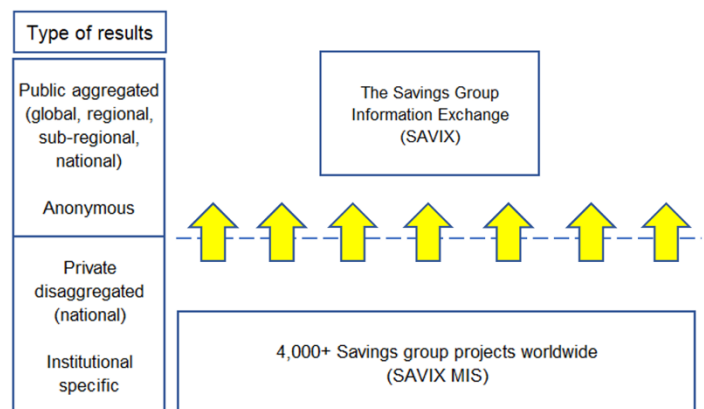 Type of results
Public aggregated
(global, regional,
sub-regional,
national)
Anonymous
Private
disaggregated
(national)
Institutional
specific
The Savings Group
Information Exchange
(SAVIX)
4,000+ Savings group projects worldwide
(SAVIX MIS)